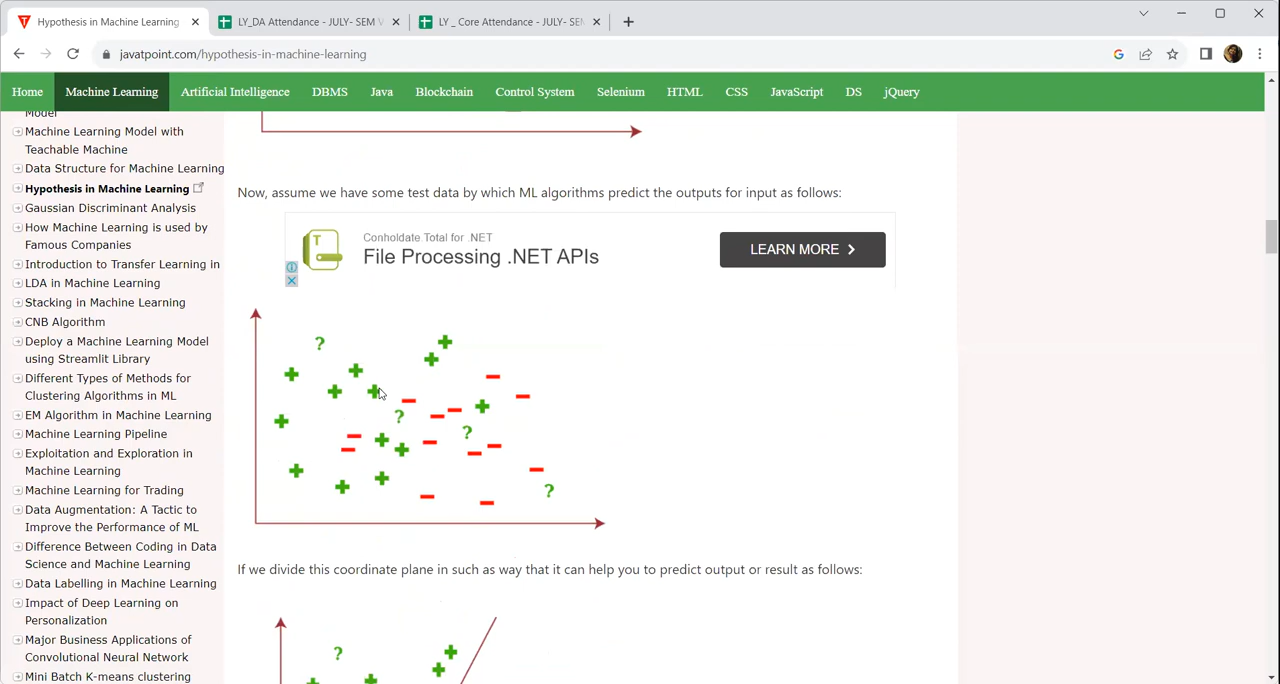 Hypothesis in Machine Learning
LY_DA Attendance - JULY- SEM V
LY _ Core Attendance - JULY- SEM
javatpoint.com/hypothesis-in-machine-learning
Home Machine Learning Artificial Intelligence DBMS Java Blockchain Control System Selenium HTML CSS JavaScript DS jQuery
Model
Machine Learning Model with
Teachable Machine
Data Structure for Machine Learning
Hypothesis in Machine Learning
Gaussian Discriminant Analysis
How Machine Learning is used by
Famous Companies
Introduction to Transfer Learning in
LDA in Machine Learning
Stacking in Machine Learning
CNB Algorithm
Deploy a Machine Learning Model
using Streamlit Library
Different Types of Methods for
Clustering Algorithms in ML
EM Algorithm in Machine Learning
Machine Learning Pipeline
Exploitation and Exploration in
Machine Learning
Machine Learning for Trading
Data Augmentation: A Tactic to
Improve the Performance of ML
Difference Between Coding in Data
Science and Machine Learning
Data Labelling in Machine Learning
Impact of Deep Learning on
Personalization
Major Business Applications of
Convolutional Neural Network
Mini Batch K-means clustering
Now, assume we have some test data by which ML algorithms predict the outputs for input as follows:
Conholdate Total for .NET
File Processing .NET APIs
LEARN MORE
If we divide this coordinate plane in such as way that it can help you to predict output or result as follows: